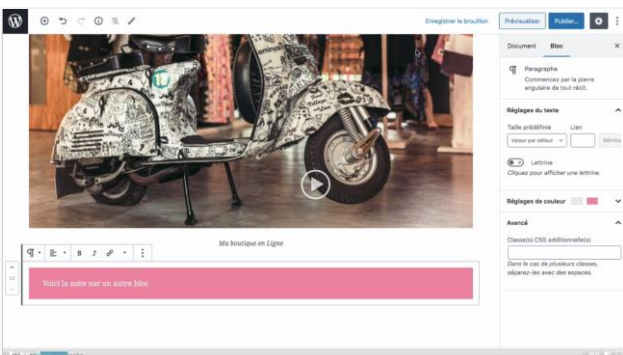 Enregistrer le brouillon
Prévisualiser
Publier...
Document
Bloc
Paragraphe
Commencez par la pierre
angulaire de tout récit.
Réglages du texte
Taille prédéfinie
Lien
Valeur par défaut
Lettrine
Cliquez pour afficher une lettrine.
Réglages de couleur
Avancé
Classe(s) CSS additionnelle(s)
Dans le cas de plusieurs classes,
séparez-les avec des espaces.
Ma boutique en Ligne
B I
Voici la suite sur un autre bloc